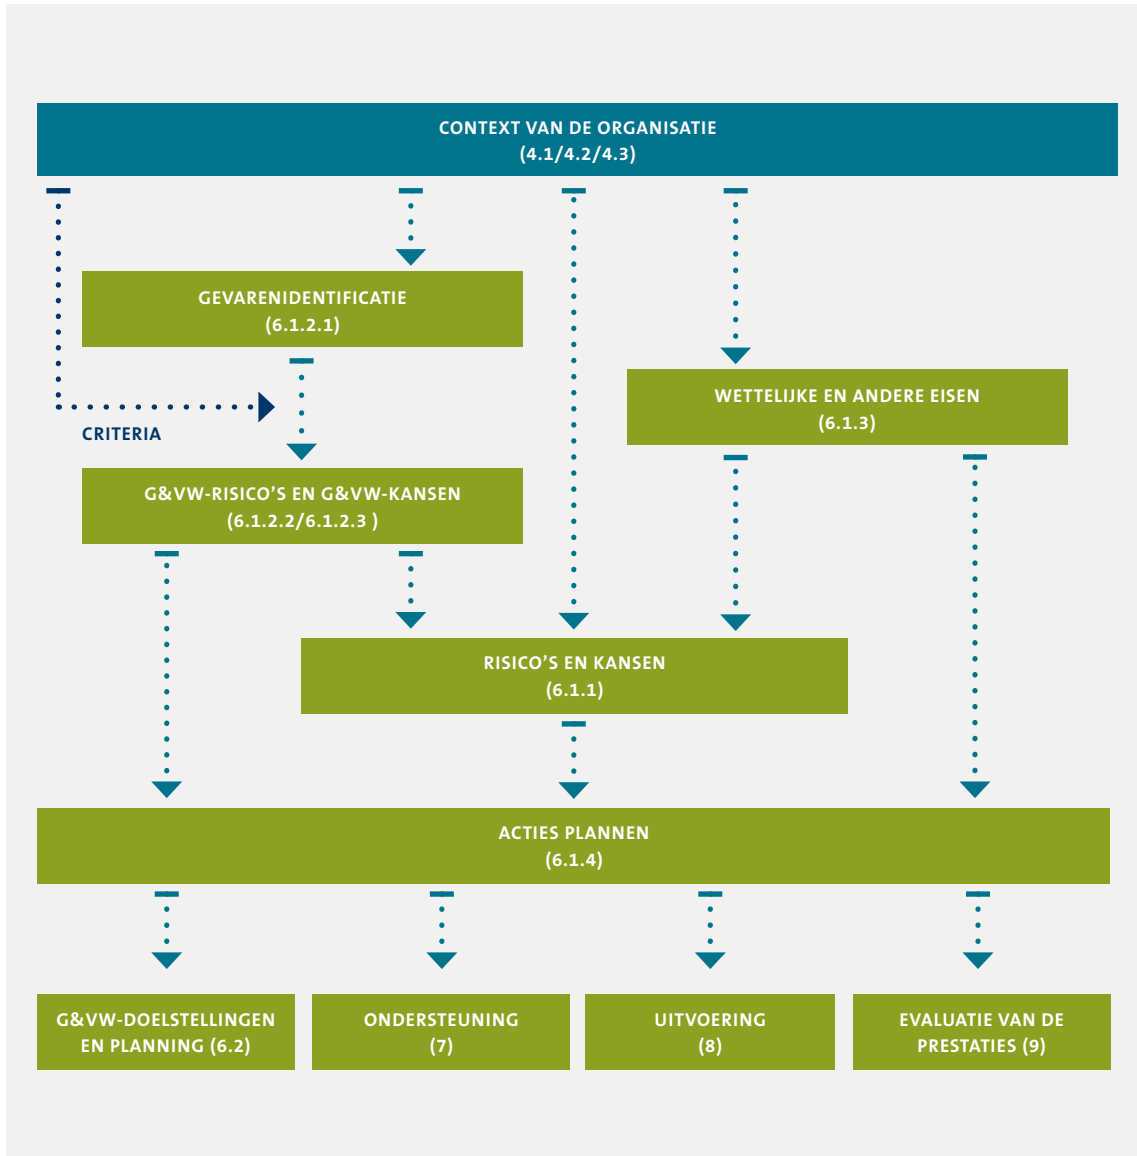 CONTEXT VAN DE ORGANISATIE
(4.1/4.2/4.3)
GEVARENIDENTIFICATIE
(6.1.2.1)
WETTELIJKE EN ANDERE EISEN
(6.1.3)
CRITERIA
G&VW-RISICO'S EN G&VW-KANSEN
(6.1.2.2/6.1.2.3 )
RISICO'S EN KANSEN
(6.1.1)
ACTIES PLANNEN
(6.1.4)
G&VW-DOELSTELLINGEN
EN PLANNING (6.2)
ONDERSTEUNING
(7)
UITVOERING
(8)
EVALUATIE VAN DE
PRESTATIES (9)